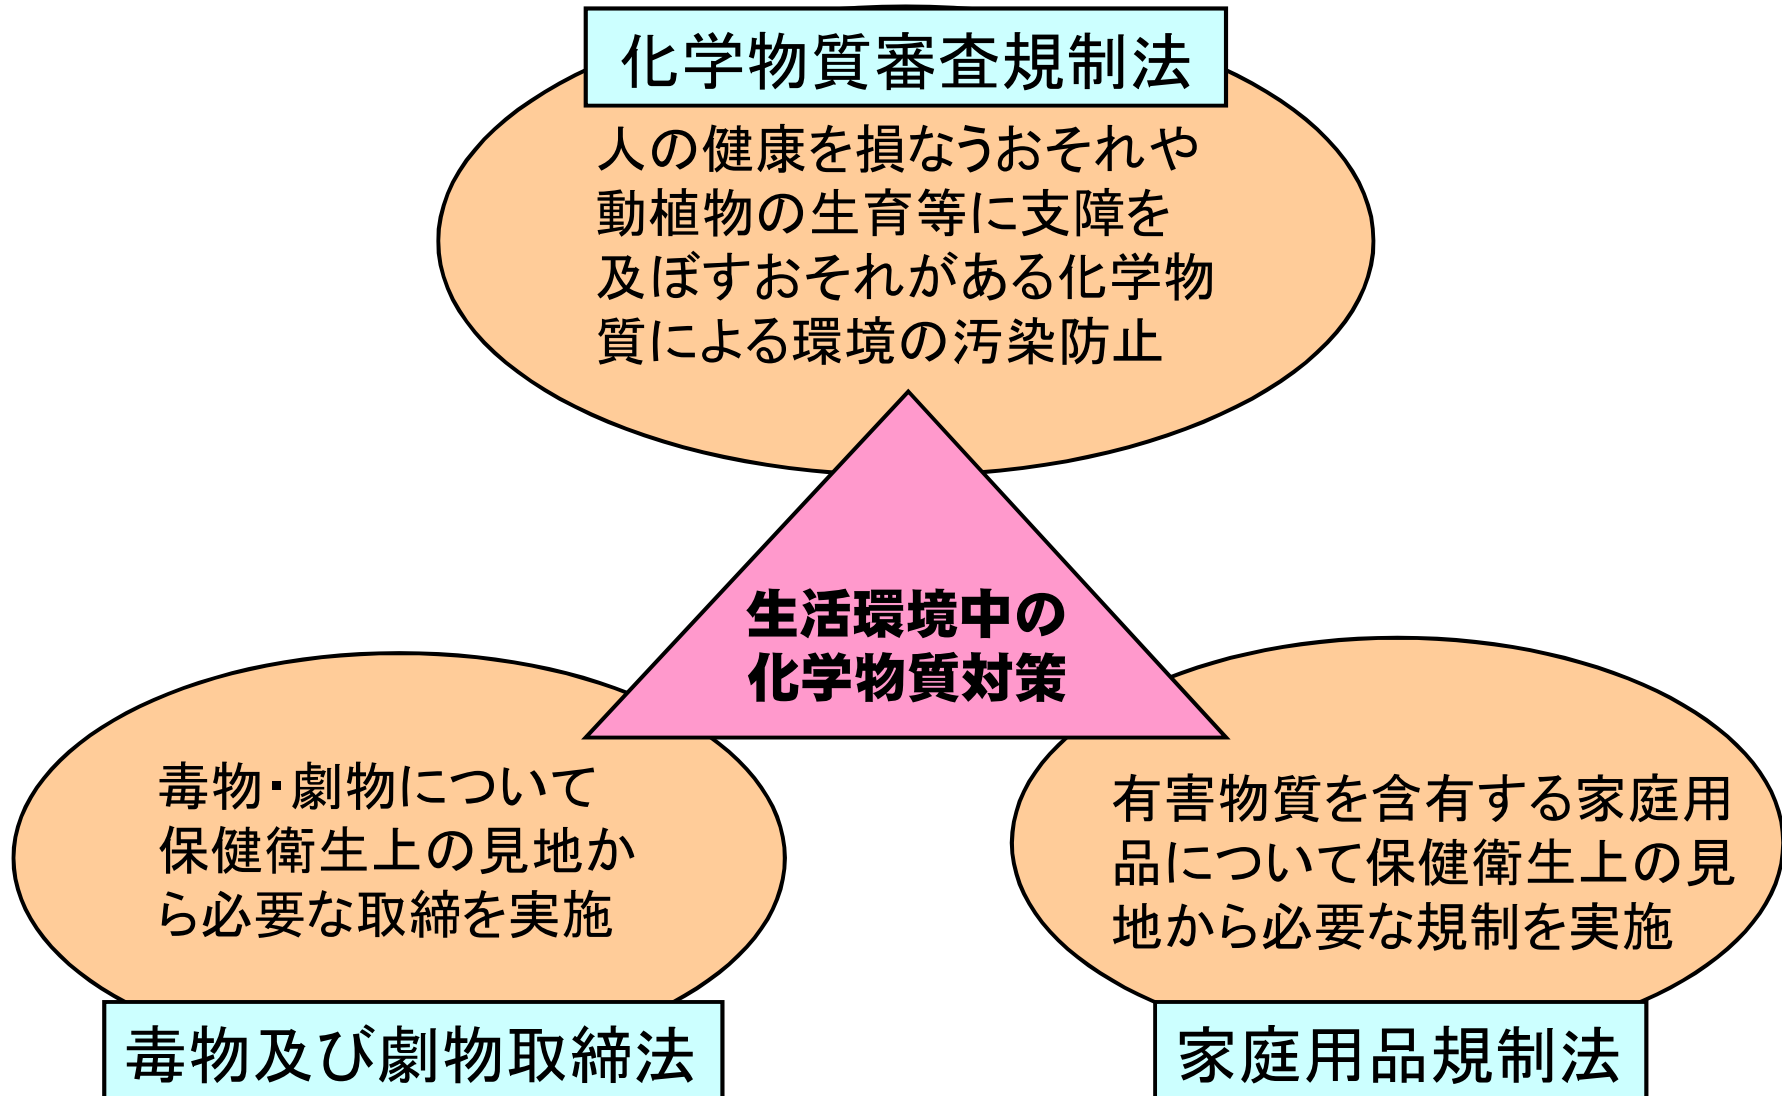 化学物質審査規制法
人の健康を損なうおそれや
動植物の生育等に支障を
及ぼすおそれがある化学物
質による環境の汚染防止
生活環境中の
化学物質対策
毒物・劇物について
保健衛生上の見地か
ら必要な取締を実施
毒物及び劇物取締法
有害物質を含有する家庭用
品について保健衛生上の見
地から必要な規制を実施
家庭用品規制法